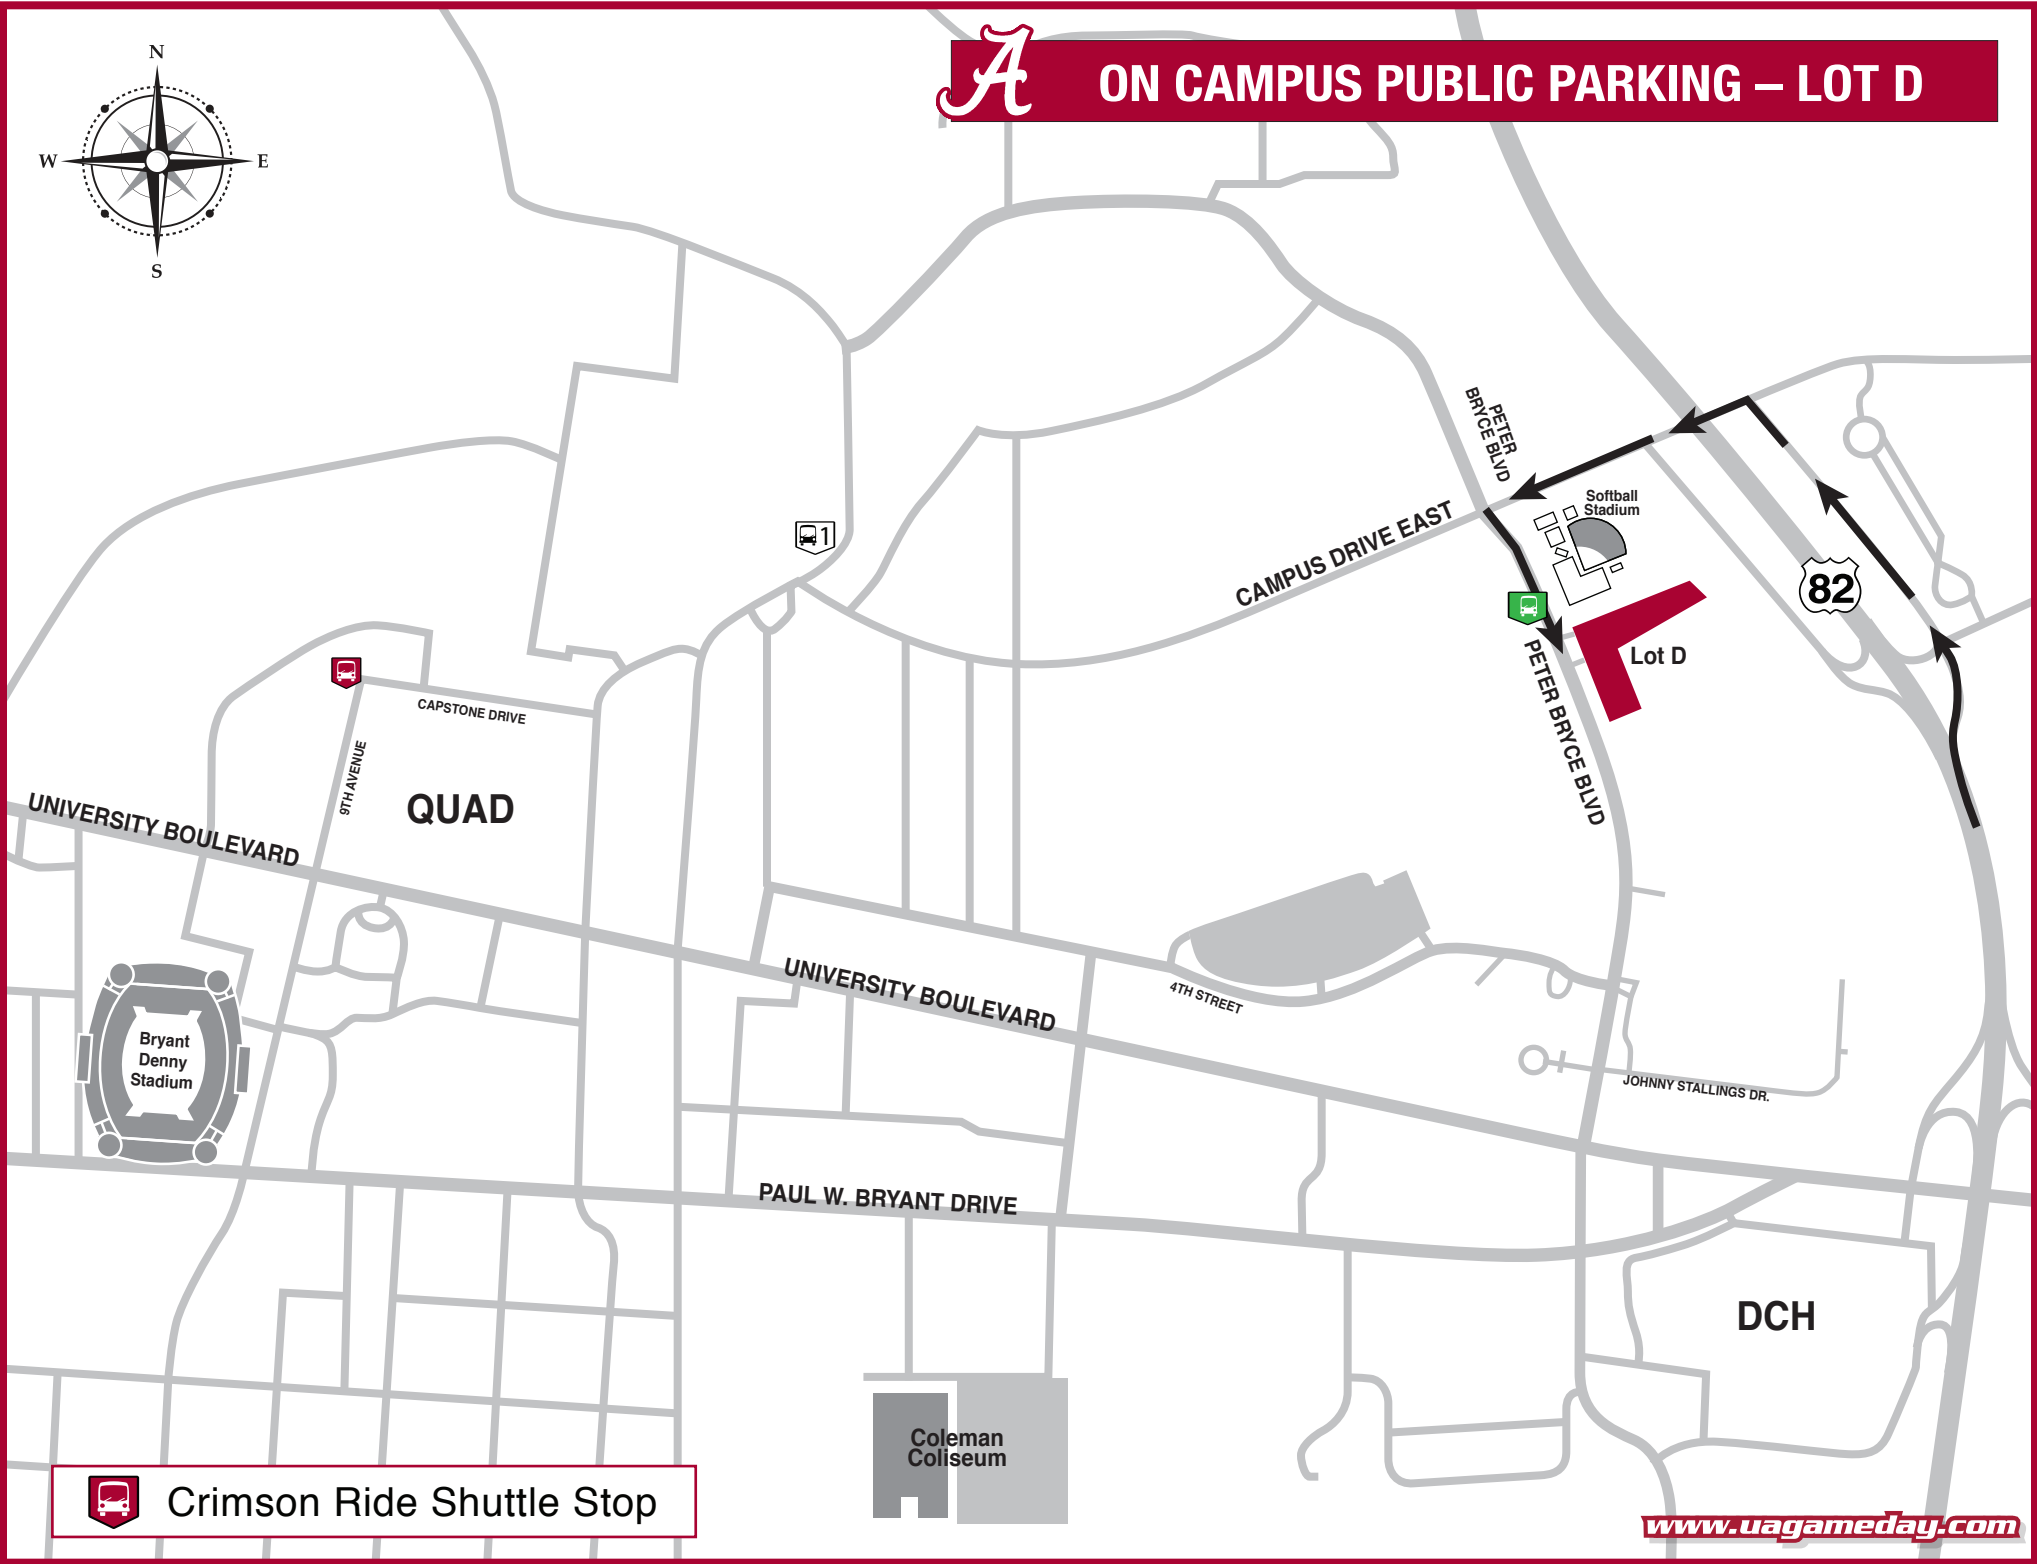 N
W E
S
A ON CAMPUS PUBLIC PARKING – LOT D
PETER
BRYCE BLVD
Softball
Stadium
CAMPUS DRIVE EAST
1
82
Lot D
PETER BRYCE BLVD
CAPSTONE DRIVE
9TH AVENUE
QUAD
UNIVERSITY BOULEVARD
UNIVERSITY BOULEVARD
4TH STREET
Bryant
Denny
Stadium
JOHNNY STALLINGS DR.
PAUL W. BRYANT DRIVE
DCH
Coleman
Coliseum
Crimson Ride Shuttle Stop
www.uagameday.com